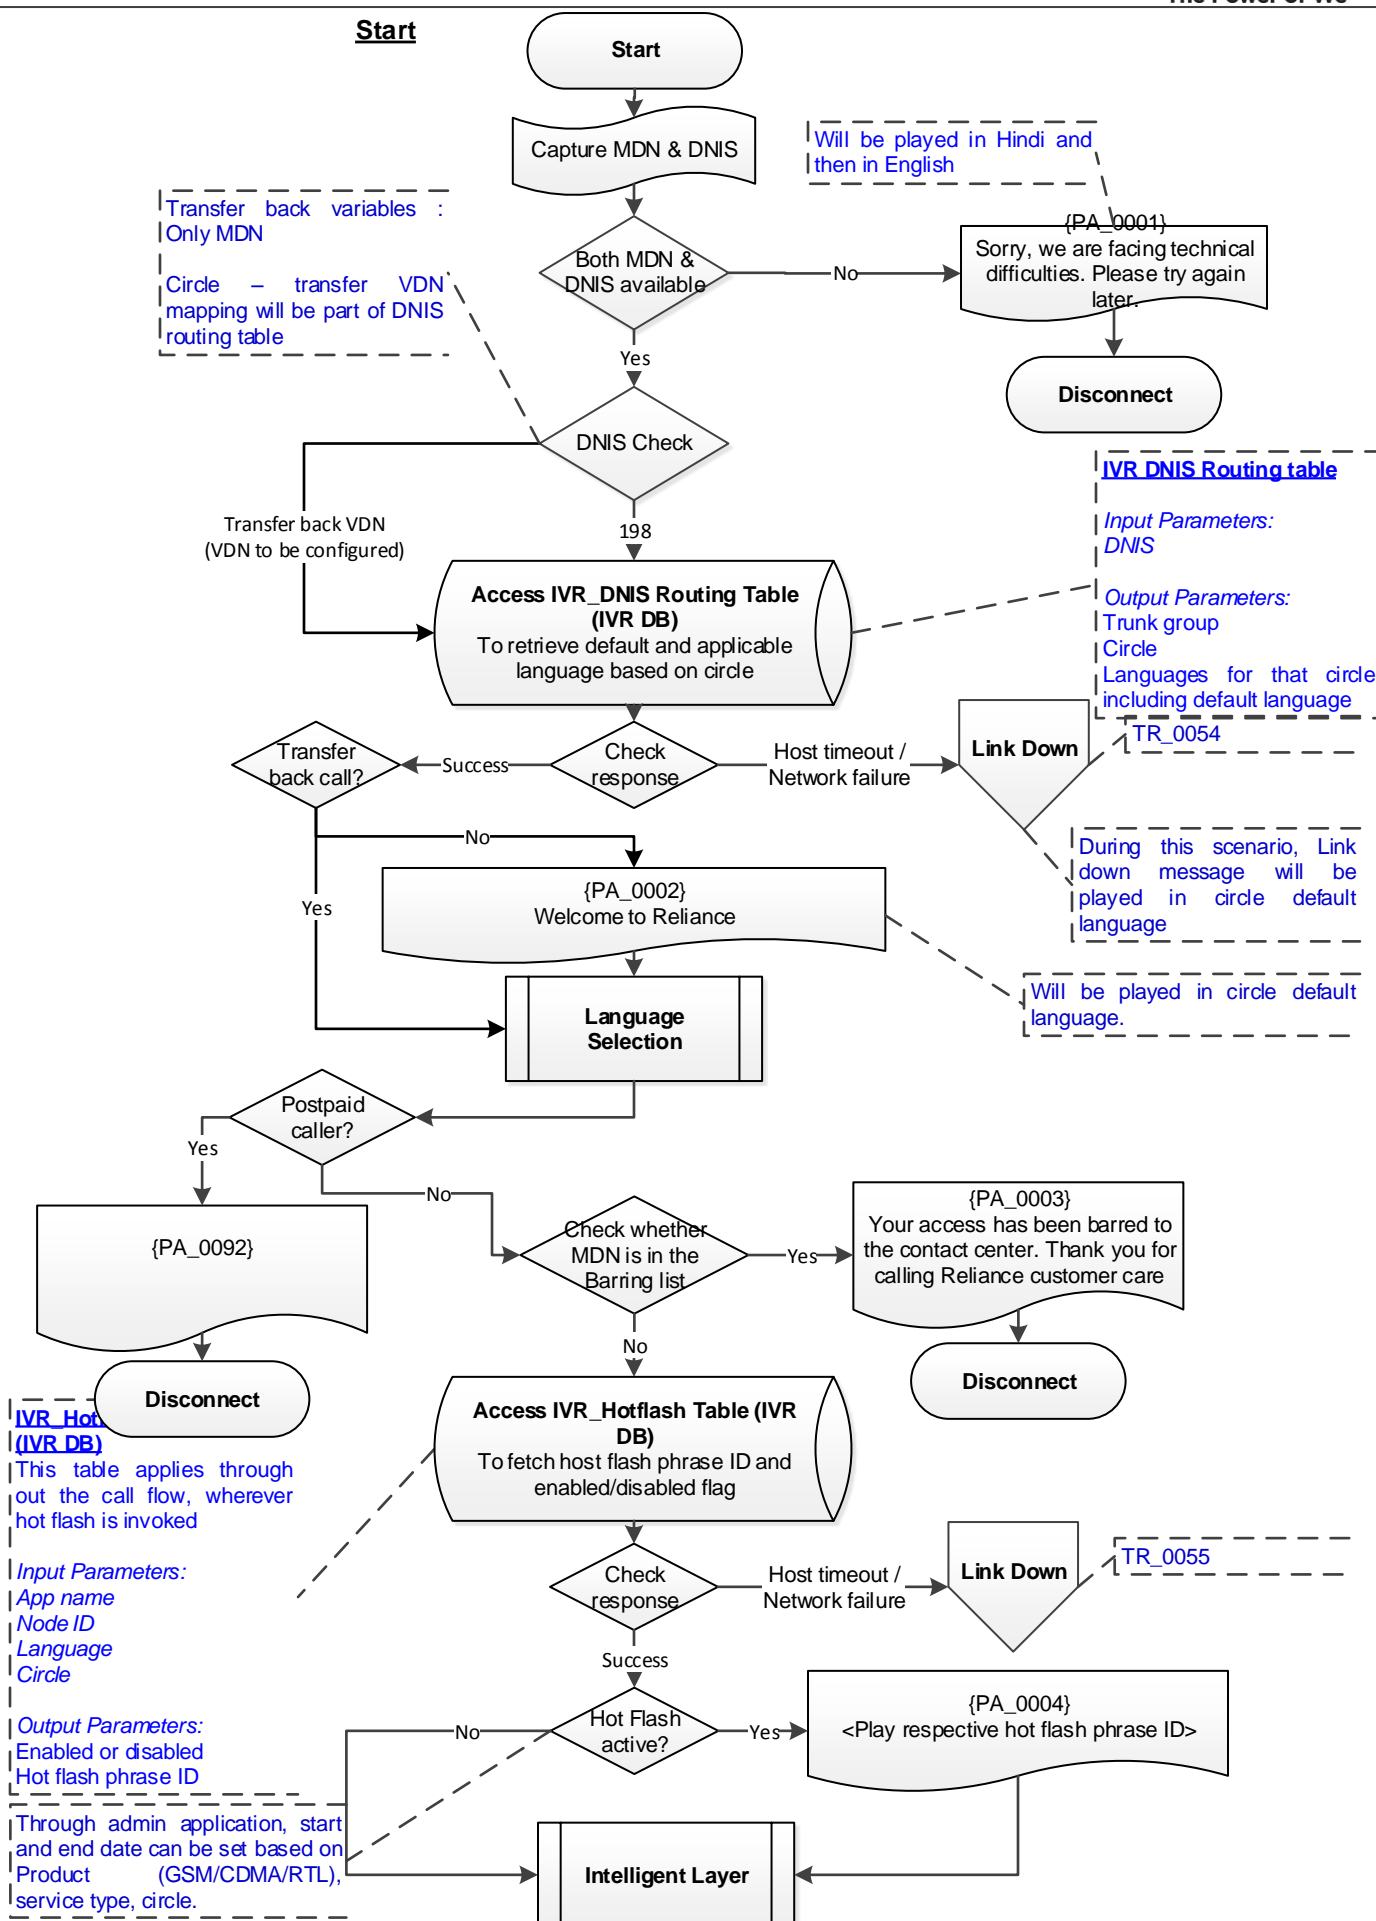 Start
Start
Capture MDN & DNIS
Will be played in Hindi and
then in English
Transfer back variables :
Only MDN
Circle – transfer VDN
mapping will be part of DNIS
routing table
Both MDN &
DNIS available
No
{PA_0001}
Sorry, we are facing technical
difficulties. Please try again
later.
Yes
Disconnect
DNIS Check
IVR DNIS Routing table
Input Parameters:
DNIS
Output Parameters:
Trunk group
Circle
Languages for that circle
including default language
Transfer back VDN
(VDN to be configured)
198
Access IVR_DNIS Routing Table
(IVR DB)
To retrieve default and applicable
language based on circle
Transfer
back call?
Success
Check
response
Host timeout /
Network failure
Link Down
TR_0054
No
During this scenario, Link
down message will be
played in circle default
language
Yes
{PA_0002}
Welcome to Reliance
Will be played in circle default
language.
Language
Selection
Postpaid
caller?
Yes
No
{PA_0092}
Check whether
MDN is in the
Barring list
Yes
{PA_0003}
Your access has been barred to
the contact center. Thank you for
calling Reliance customer care
No
Disconnect
Disconnect
(IVR DB)
This table applies through
out the call flow, wherever
hot flash is invoked
Input Parameters:
App name
Node ID
Language
Circle
Output Parameters:
Enabled or disabled
Hot flash phrase ID
Access IVR_Hotflash Table (IVR
DB)
To fetch host flash phrase ID and
enabled/disabled flag
Check
response
Host timeout /
Network failure
Link Down
TR_0055
Success
Hot Flash
active?
No
Yes
{PA_0004}
<Play respective hot flash phrase ID>
Through admin application, start
and end date can be set based on
Product (GSM/CDMA/RTL),
service type, circle.
Intelligent Layer